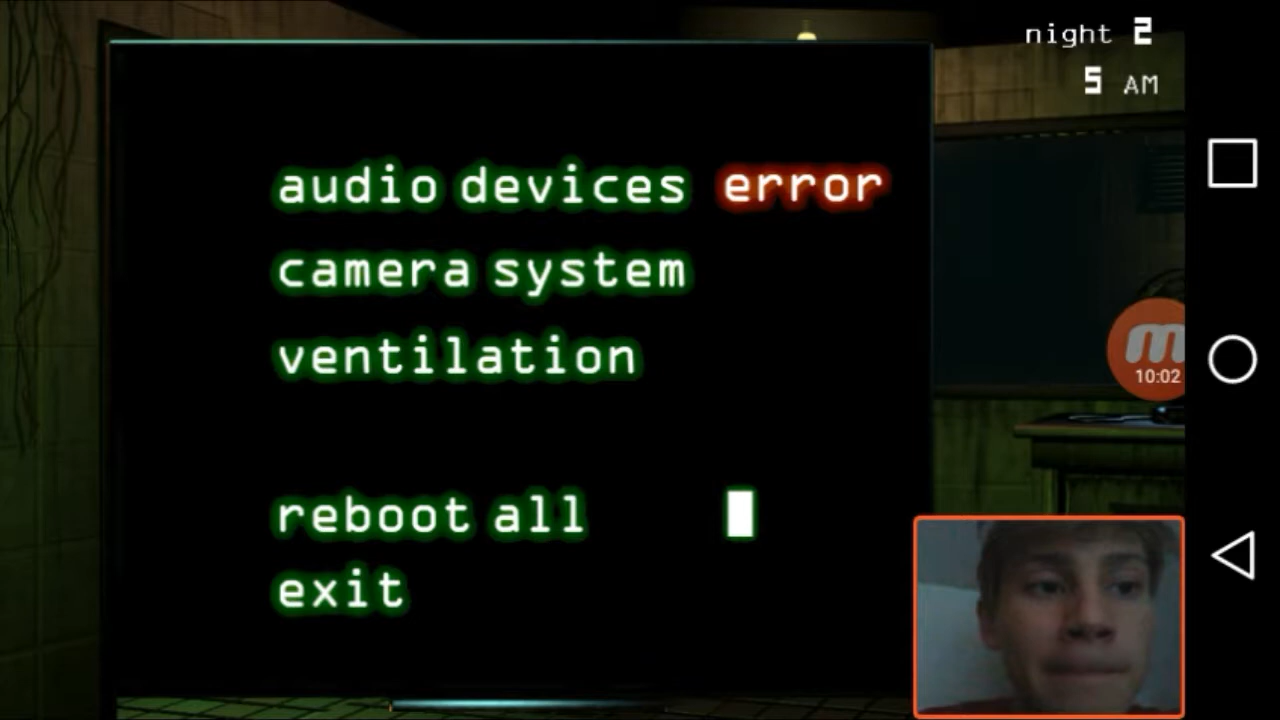 night 2
5 AM
audio devices error
camera system
ventilation
m
10:02
reboot all
exit